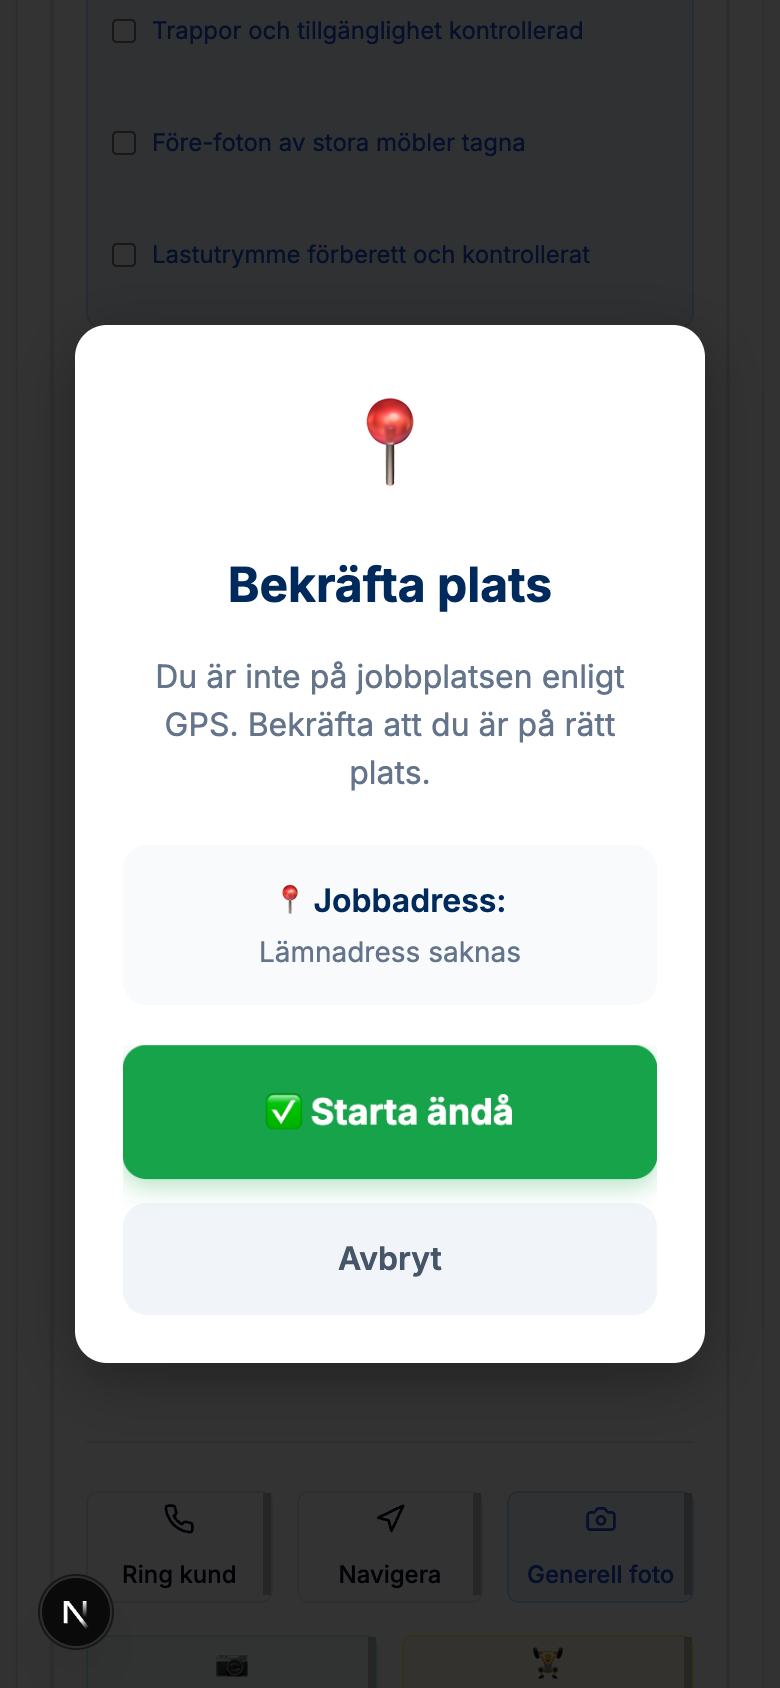 Trappor och tillgänglighet kontrollerad
Före-foton av stora möbler tagna
Lastutrymme förberett och kontrollerat
Bekräfta plats
Du är inte på jobbplatsen enligt
GPS. Bekräfta att du är på rätt
plats.
📍 Jobbadress:
Lämnadress saknas
✅ Starta ändå
Avbryt
Ring kund
Navigera
Generell foto
N